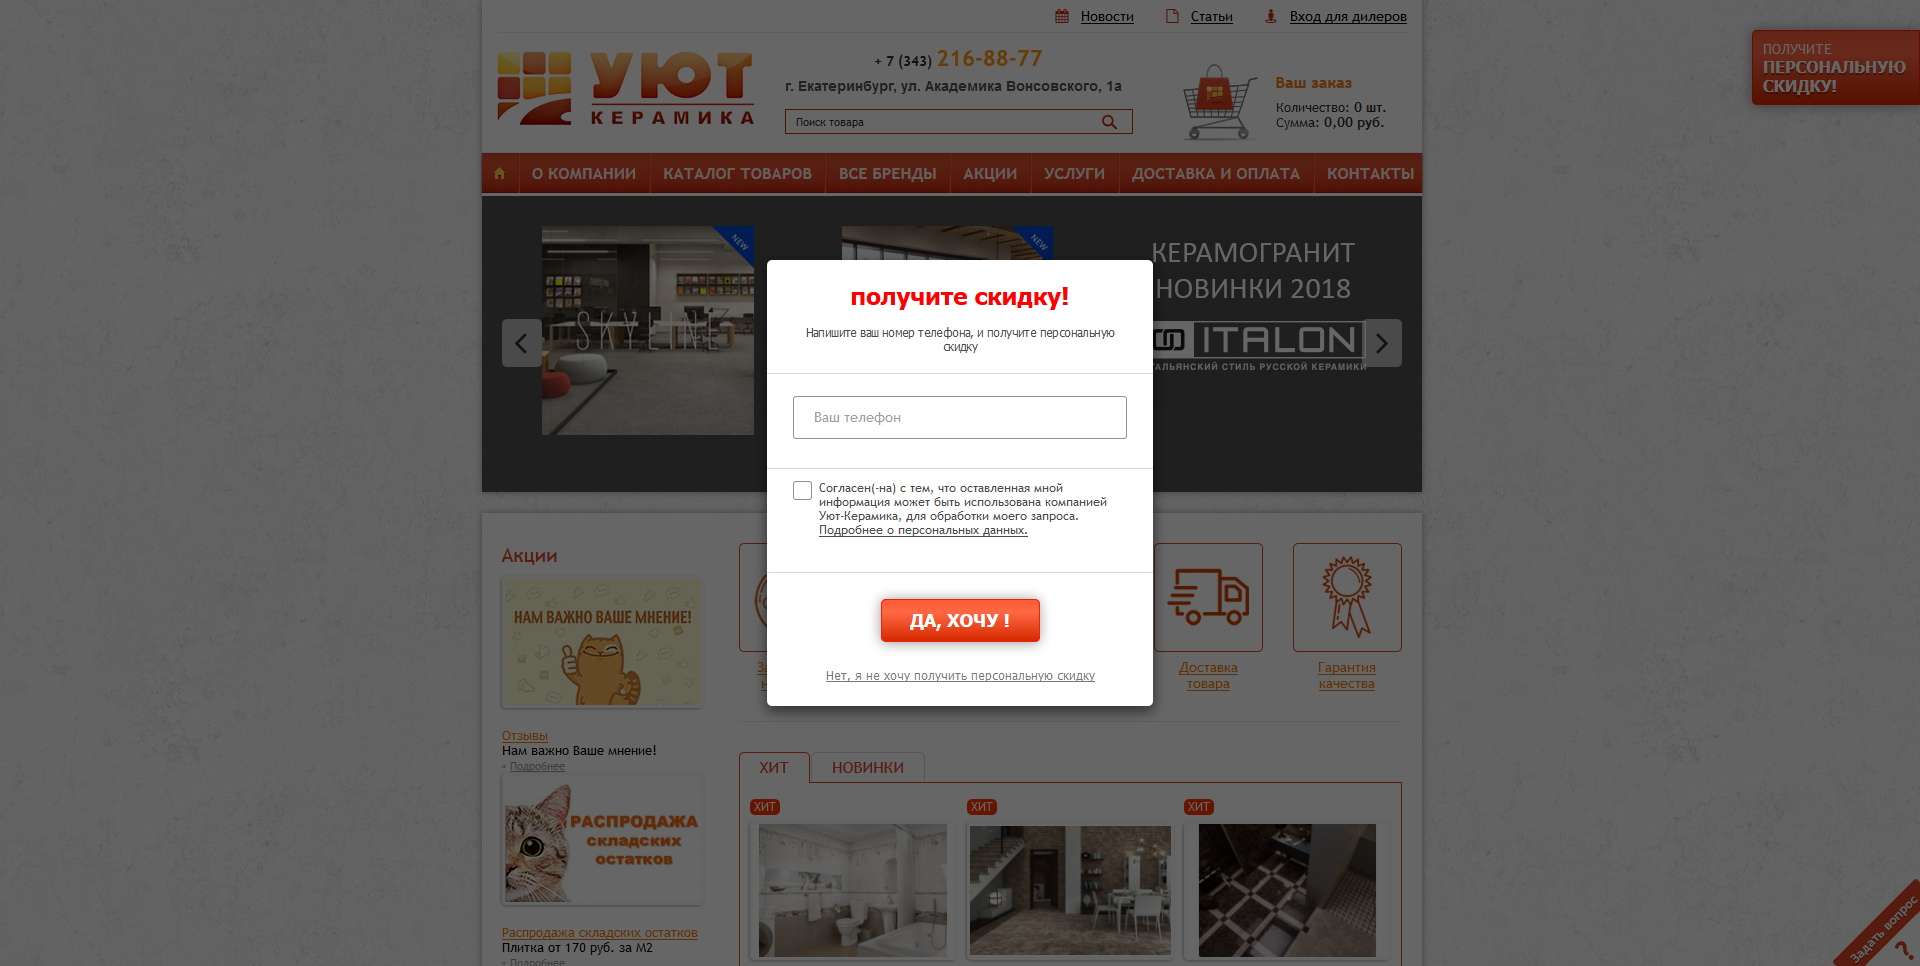 Новости
Статьи
Вход для дилеров
УЮТ
КЕРАМИКА
+ 7 (343) 216-88-77
г. Екатеринбург, ул. Академика Вонсовского, 1а
Поиск товара
Ваш заказ
Количество: 0 шт.
Сумма: 0,00 руб.
ПОЛУЧИТЕ
ПЕРСОНАЛЬНУЮ
СКИДКУ!
О КОМПАНИИ
КАТАЛОГ ТОВАРОВ
ВСЕ БРЕНДЫ
АКЦИИ
УСЛУГИ
ДОСТАВКА И ОПЛАТА
КОНТАКТЫ
NEW
SKYLINE
NEW
КЕРАМОГРАНИТ
НОВИНКИ 2018
ITALON
СТИЛЬ РУССКОЙ КЕРАМИКИ
получите скидку!
Напишите ваш номер телефона, и получите персональную
скидку
Ваш телефон
Согласен(-на) с тем, что оставленная мной
информация может быть использована компанией
Уют-Керамика, для обработки моего запроса.
Подробнее о персональных данных.
ДА, ХОЧУ !
Нет, я не хочу получить персональную скидку
Акции
НАМ ВАЖНО ВАШЕ МНЕНИЕ!
Отзывы
Нам важно Ваше мнение!
» Подробнее
РАСПРОДАЖА
складских
остатков
Распродажа складских остатков
Плитка от 170 руб. за М2
» Подробнее
Доставка
товара
Гарантия
качества
ХИТ
НОВИНКИ
ХИТ
ХИТ
ХИТ
Задать вопрос
?